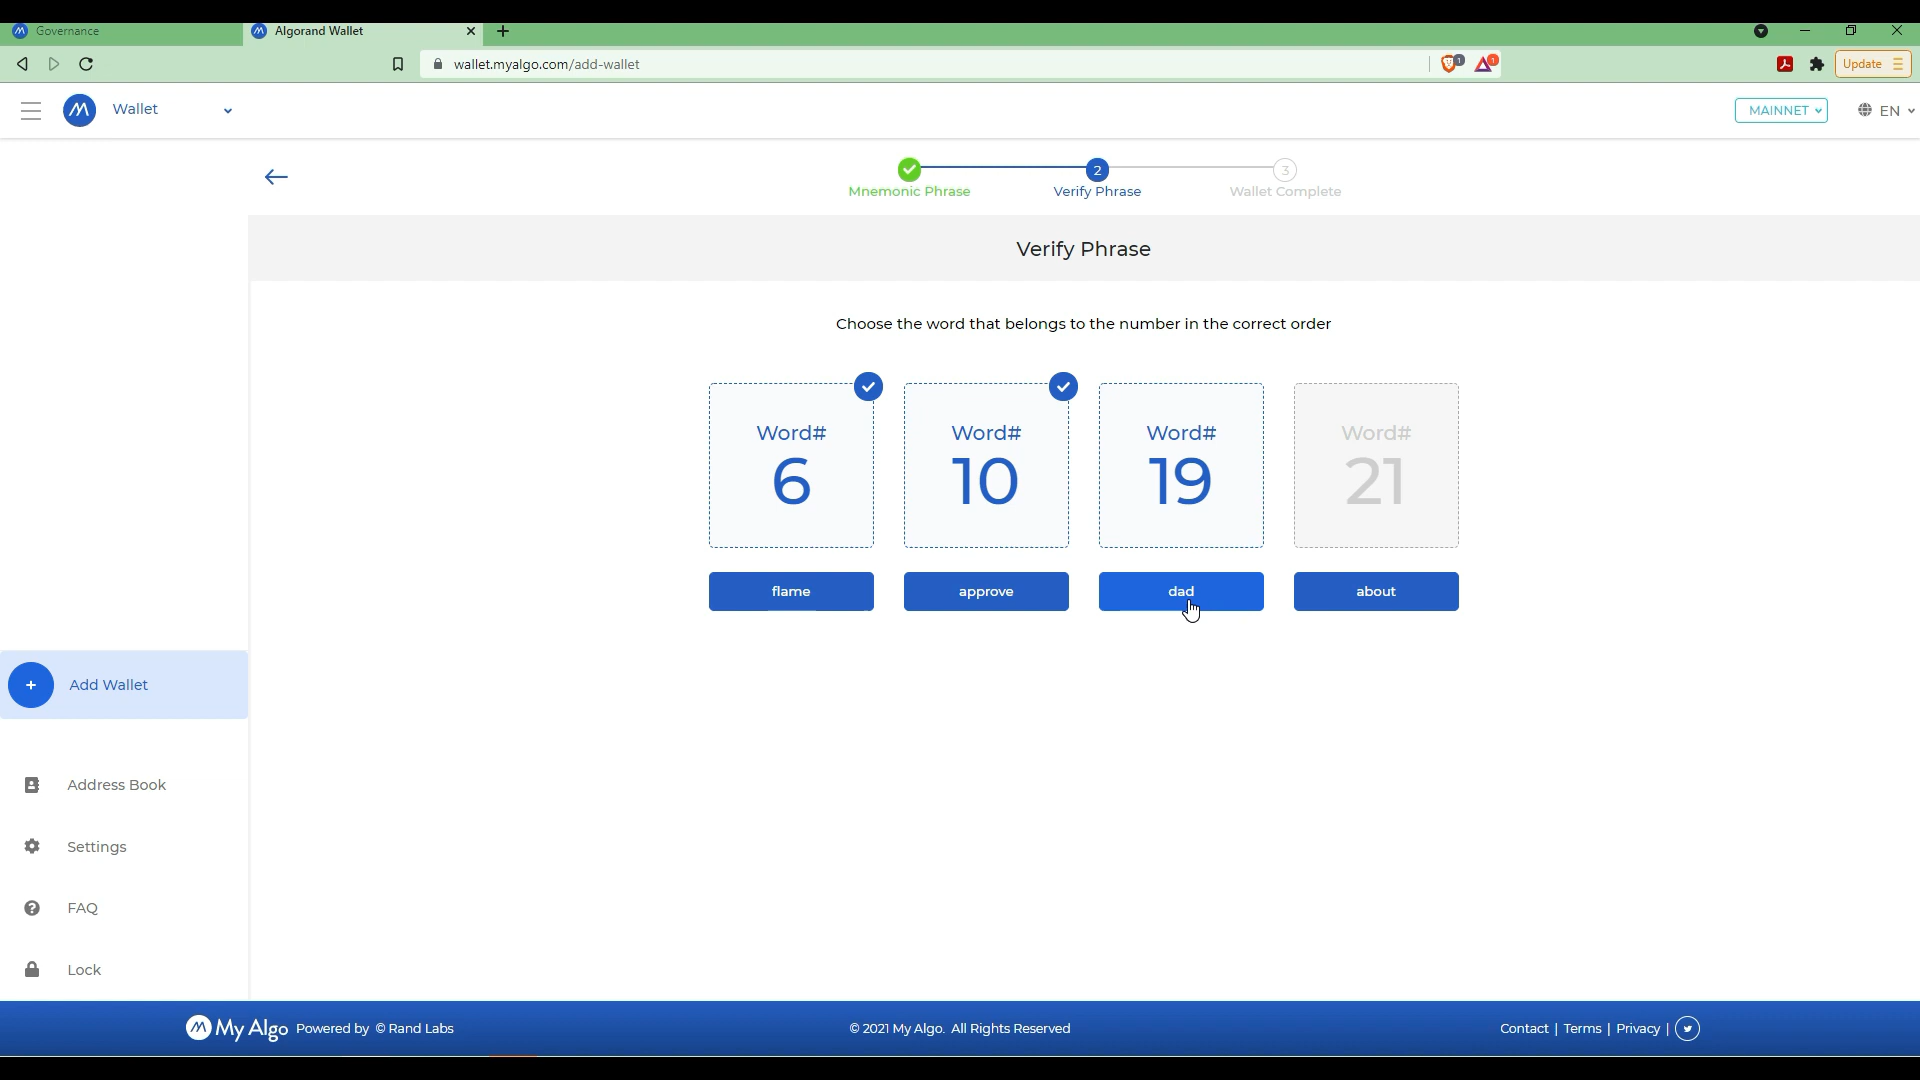 Governance
Algorand Wallet
wallet.myalgo.com/add-wallet
1
1
Update
Wallet
MAINNET
EN
2
3
Mnemonic Phrase
Verify Phrase
Wallet Complete
Verify Phrase
Choose the word that belongs to the number in the correct order
Word# Word# Word# Word#
6 10 19 21
flame approve dad about
Add Wallet
Address Book
Settings
FAQ
Lock
My Algo Powered by © Rand Labs
© 2021 My Algo. All Rights Reserved
Contact | Terms | Privacy |